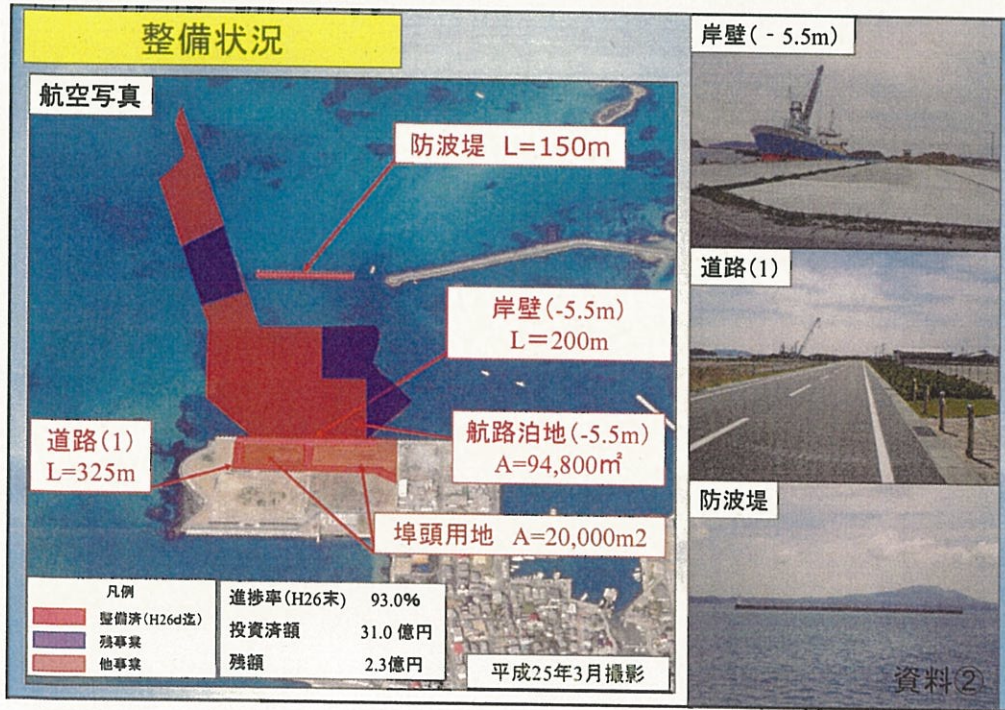 整備状況
航空写真
防波堤 L=150m
岸壁(-5.5m)
L=200m
航路泊地(-5.5m)
A=94,800㎡
道路(1)
L=325m
埠頭用地 A=20,000m2
凡例
整備済(H26d迄)
残事業
他事業
進捗率(H26末) 93.0%
投資済額 31.0 億円
残額 2.3億円
平成25年3月撮影
岸壁( - 5.5m)
道路(1)
防波堤
資料②